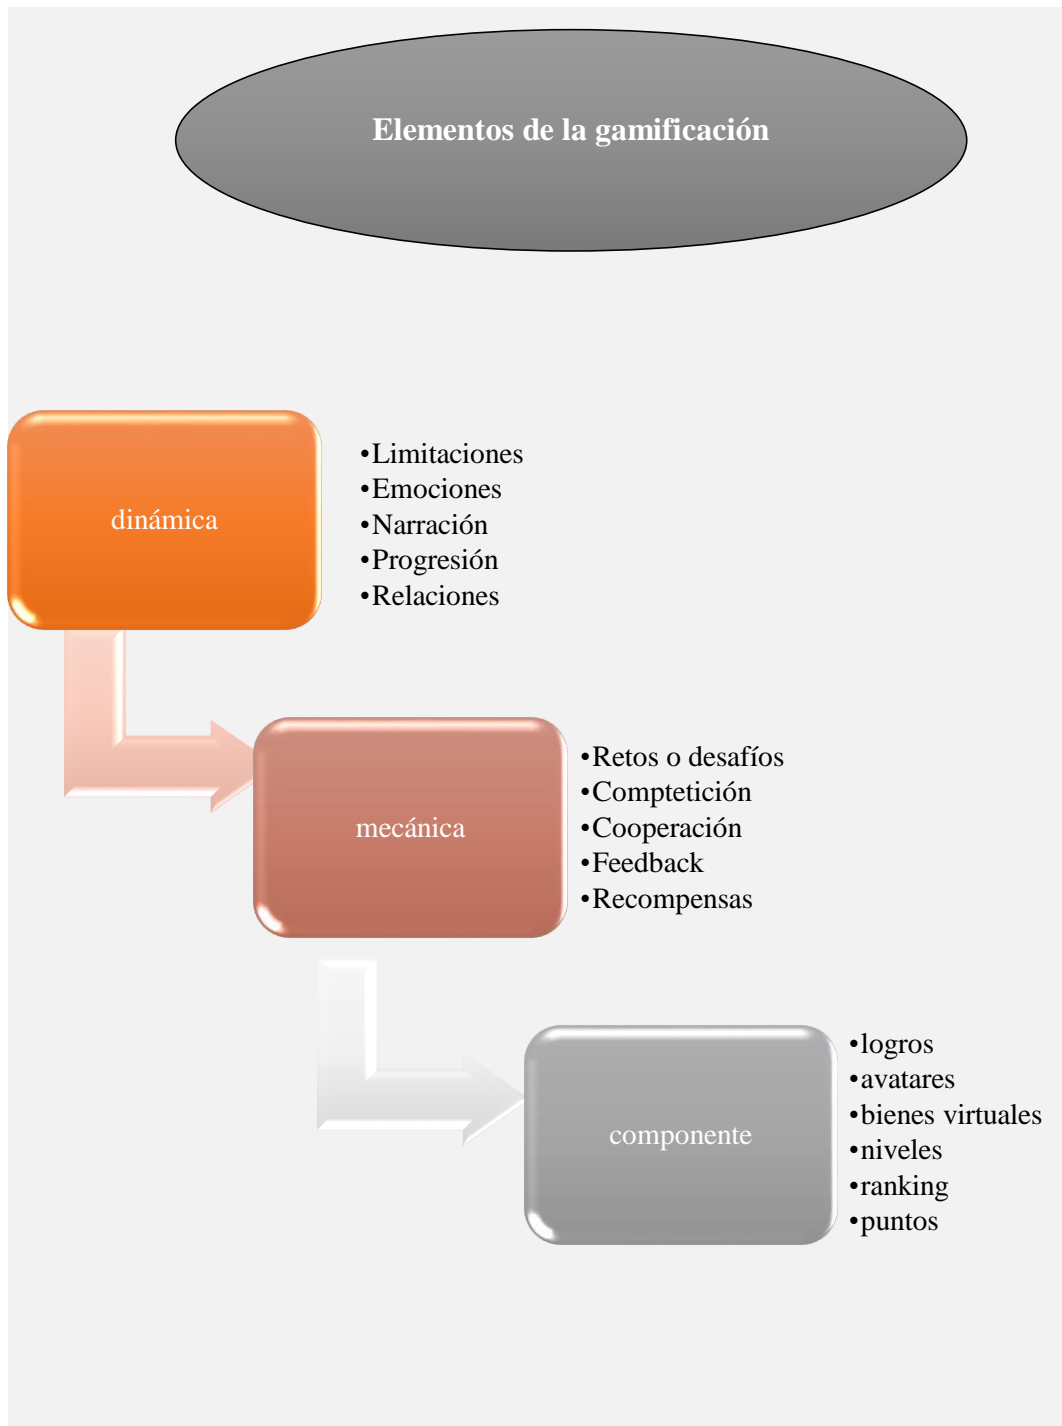 Elementos de la gamificación
dinámica
•Limitaciones
•Emociones
•Narración
•Progresión
•Relaciones
mecánica
•Retos o desafíos
•Comptetición
•Cooperación
•Feedback
•Recompensas
componente
•logros
•avatares
•bienes virtuales
•niveles
•ranking
•puntos